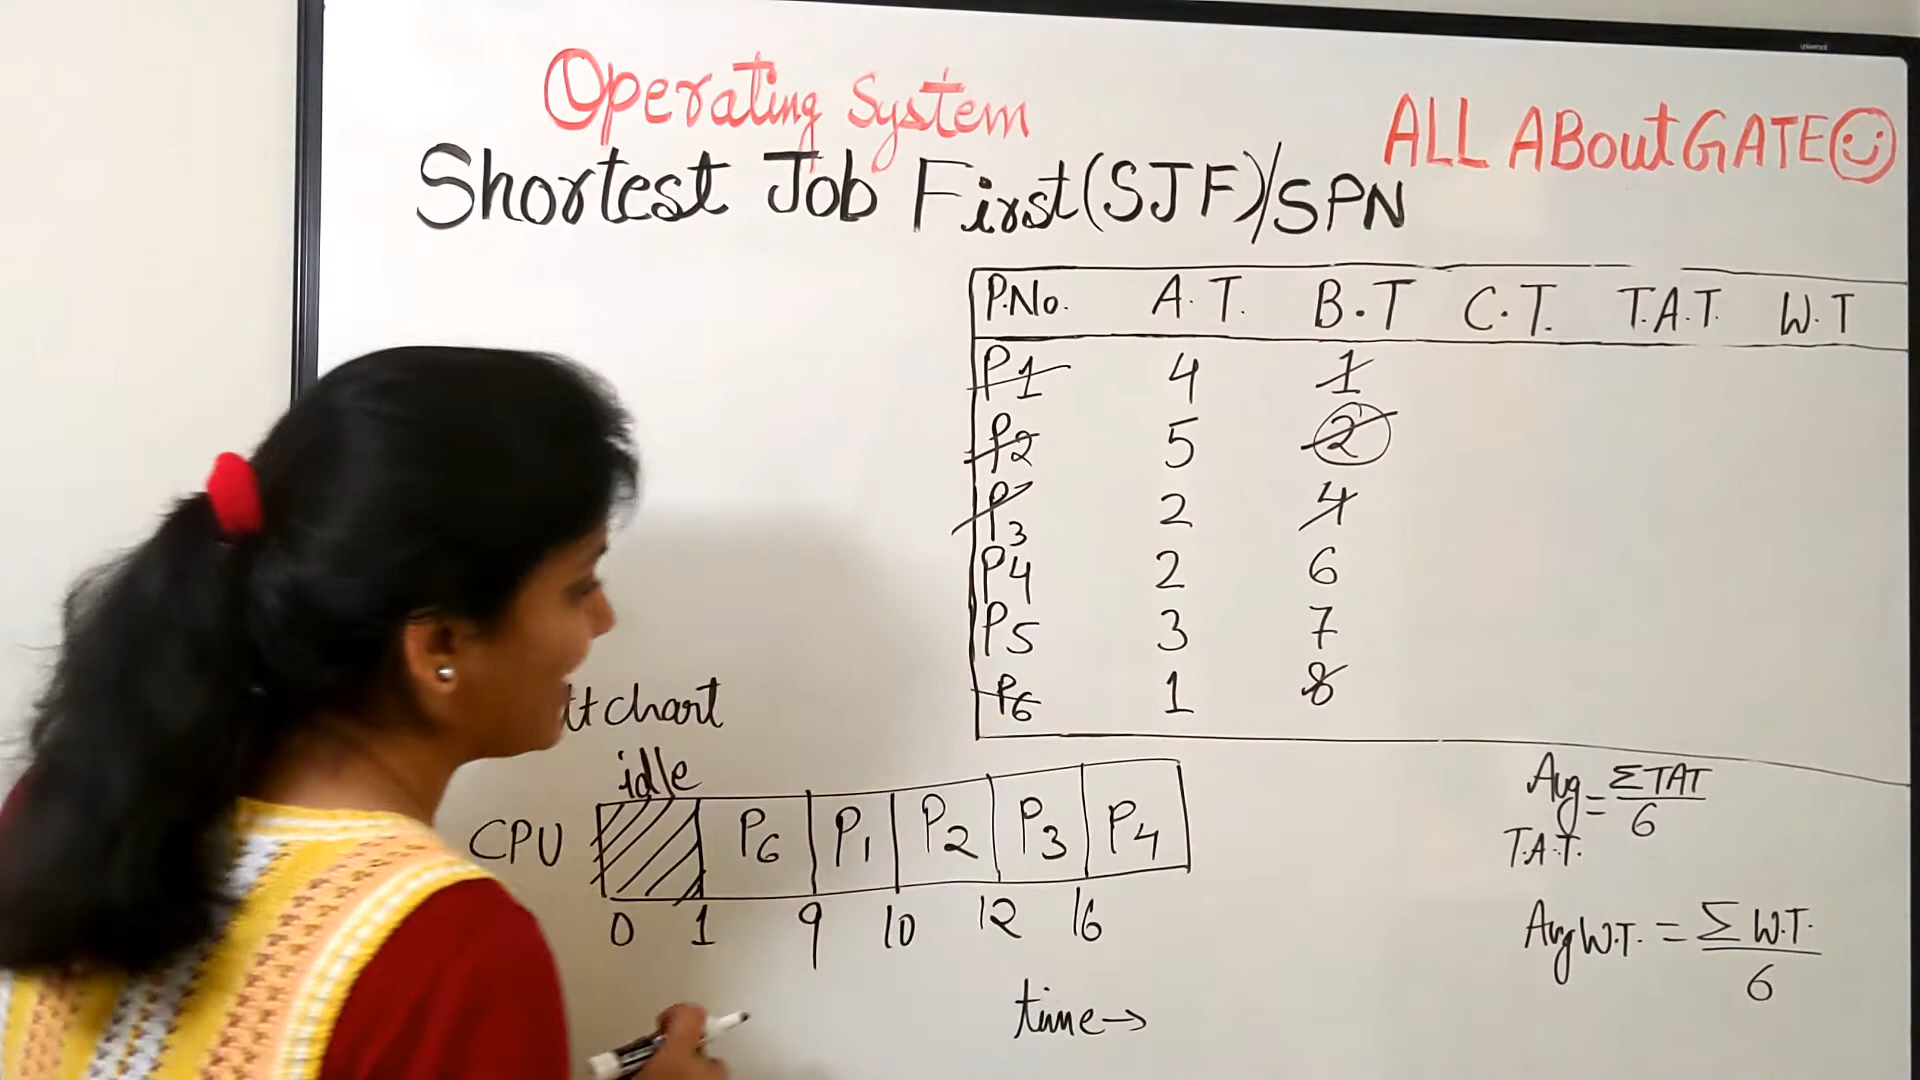 Operating System
ALL ABout GATE
Shortest Job First (SJF)/SPN
P.No. A.T. B.T C.T. T.A.T. W.T
P1 4 1
P2 5 2
P3 2 4
P4 2 6
P5 3 7
P6 1 8
chart
idle
CPU P6 P1 P2 P3 P4
0 1 9 10 12 16
time→
Avg T.A.T. = ΣTAT/6
Avg W.T. = ΣW.T./6